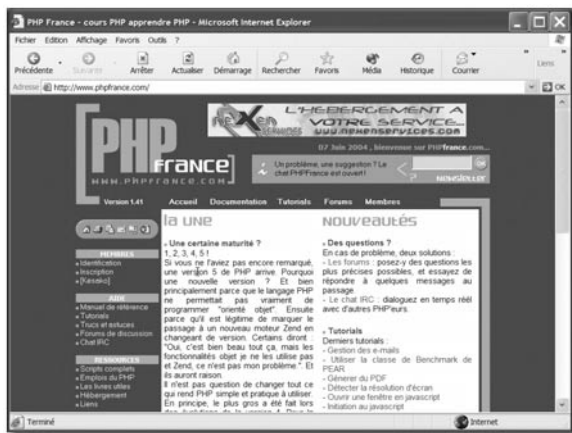 PHP France - cours PHP apprendre PHP - Microsoft Internet Explorer
Fichier Edition Affichage Favoris Outils ?
Précédente Suivante Arrêter Actualiser Démarrage Rechercher Favoris Média Historique Courrier Liens
Adresse http://www.phpfrance.com/ OK
nexen SERVICES
L'HEBERGEMENT A
VOTRE SERVICE...
www.nexenservices.com
07 Juin 2004 , bienvenue sur PHPfrance.com...
PHP
france
WWW.PHPFRANCE.COM
Un problème, une suggestion ? Le
chat PHPFrance est ouvert !
OK
newsletter
Version 1.41 Accueil Documentation Tutorials Forums Membres
MEMBRES
Identification
Inscription
[Keseko]
AIDE
Manuel de référence
Tutorials
Trucs et astuces
Forums de discussion
Chat IRC
RESSOURCES
Scripts complets
Emplois du PHP
Les livres utiles
Hébergement
Liens
la une
Une certaine maturité ?
1, 2, 3, 4, 5 !
Si vous ne l'aviez pas encore remarqué,
une version 5 de PHP arrive. Pourquoi
une nouvelle version ? Et bien
principalement parce que le langage PHP
ne permettait pas vraiment de
programmer "orienté objet". Ensuite
parce qu'il est légitime de marquer le
passage à un nouveau moteur Zend en
changeant de version. Certains diront :
"Oui, c'est bien beau tout ça, mais les
fonctionnalités objet je ne les utilise pas
et Zend, ce n'est pas mon problème.". Et
ils auront raison.
Il n'est pas question de changer tout ce
qui rend PHP simple et pratique à utiliser.
En principe, le plus gros a été fait lors
nouveautés
Des questions ?
En cas de problème, deux solutions :
- Les forums : posez-y des questions les
plus précises possibles, et essayez de
répondre à quelques messages au
passage.
- Le chat IRC : dialoguez en temps réél
avec d'autres PHP'eurs.
Tutorials
Derniers tutorials :
- Gestion des e-mails
- Utiliser la classe de Benchmark de
PEAR
- Génerer du PDF
- Détecter la résolution d'écran
- Ouvrir une fenêtre en javascript
- Initiation au javascript
Terminé Internet